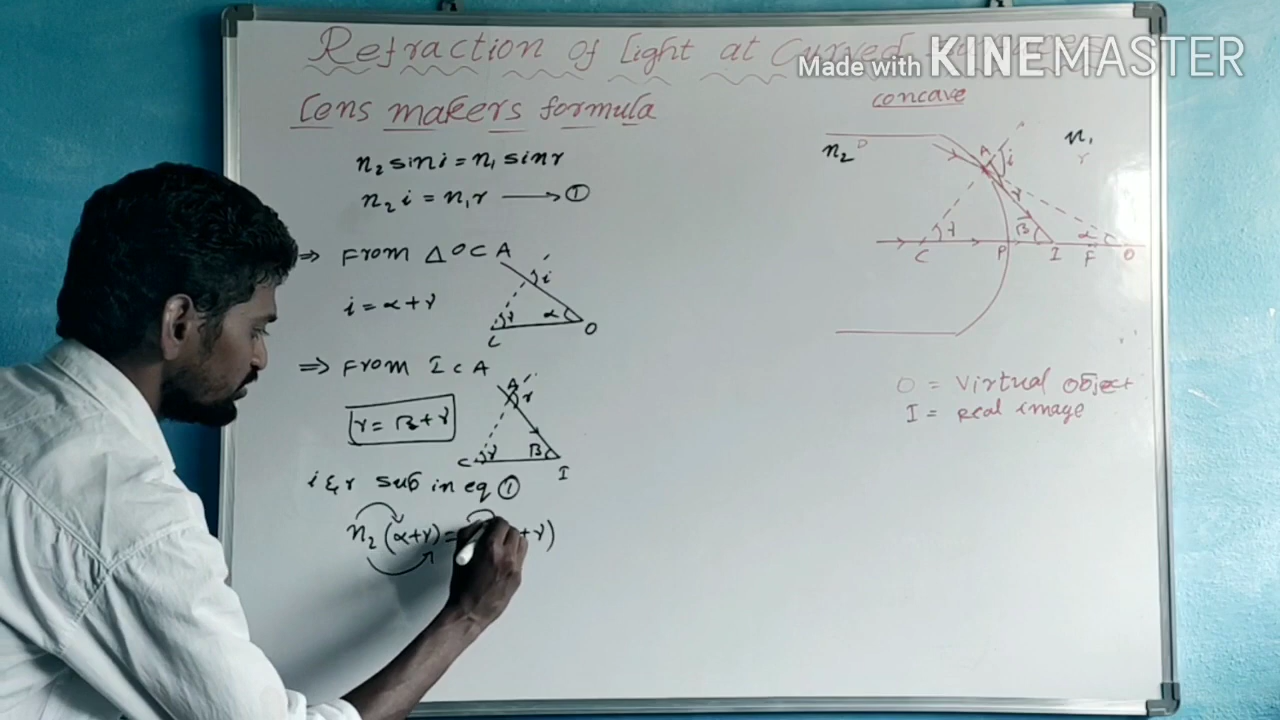 Refraction of light at Curved
Made with KINEMASTER
Lens makers formula
concave
n₂ sin i = n₁ sin r
n₂ i = n₁ r ⟶ ①
⇒ From △ O C A
i = α + γ
i
γ
α
C
O
⇒ From I C A
r = β + γ
A
r
γ
β
C
I
i & r sub in eq ①
n₂ (α + γ) =
+ γ)
n₂
n₁
A
i
r
γ
β
α
C
P
I
F
O
O = Virtual object
I = real image